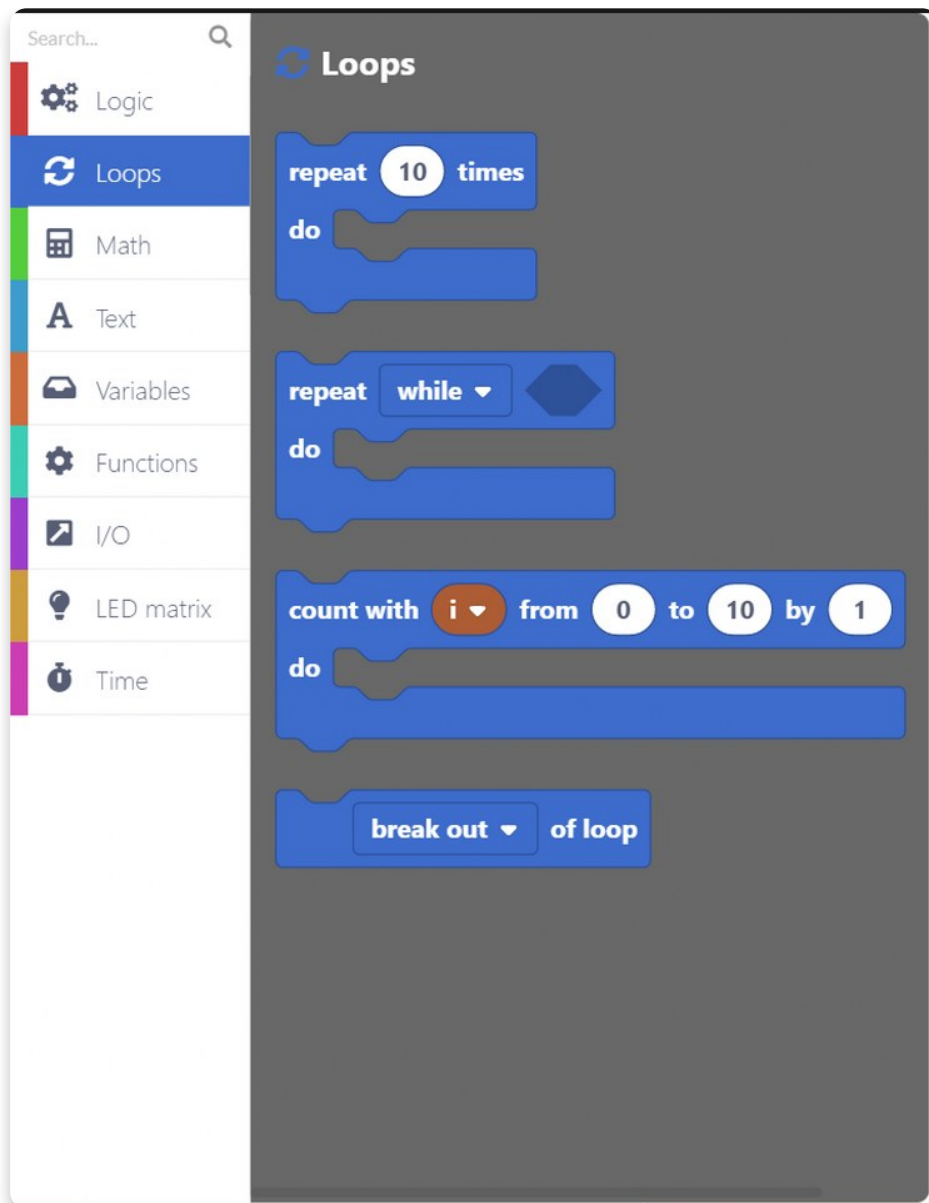 Search...
Logic
Loops
Math
Text
Variables
Functions
I/O
LED matrix
Time
Loops
repeat 10 times
do
repeat while
do
count with i from 0 to 10 by 1
do
break out of loop